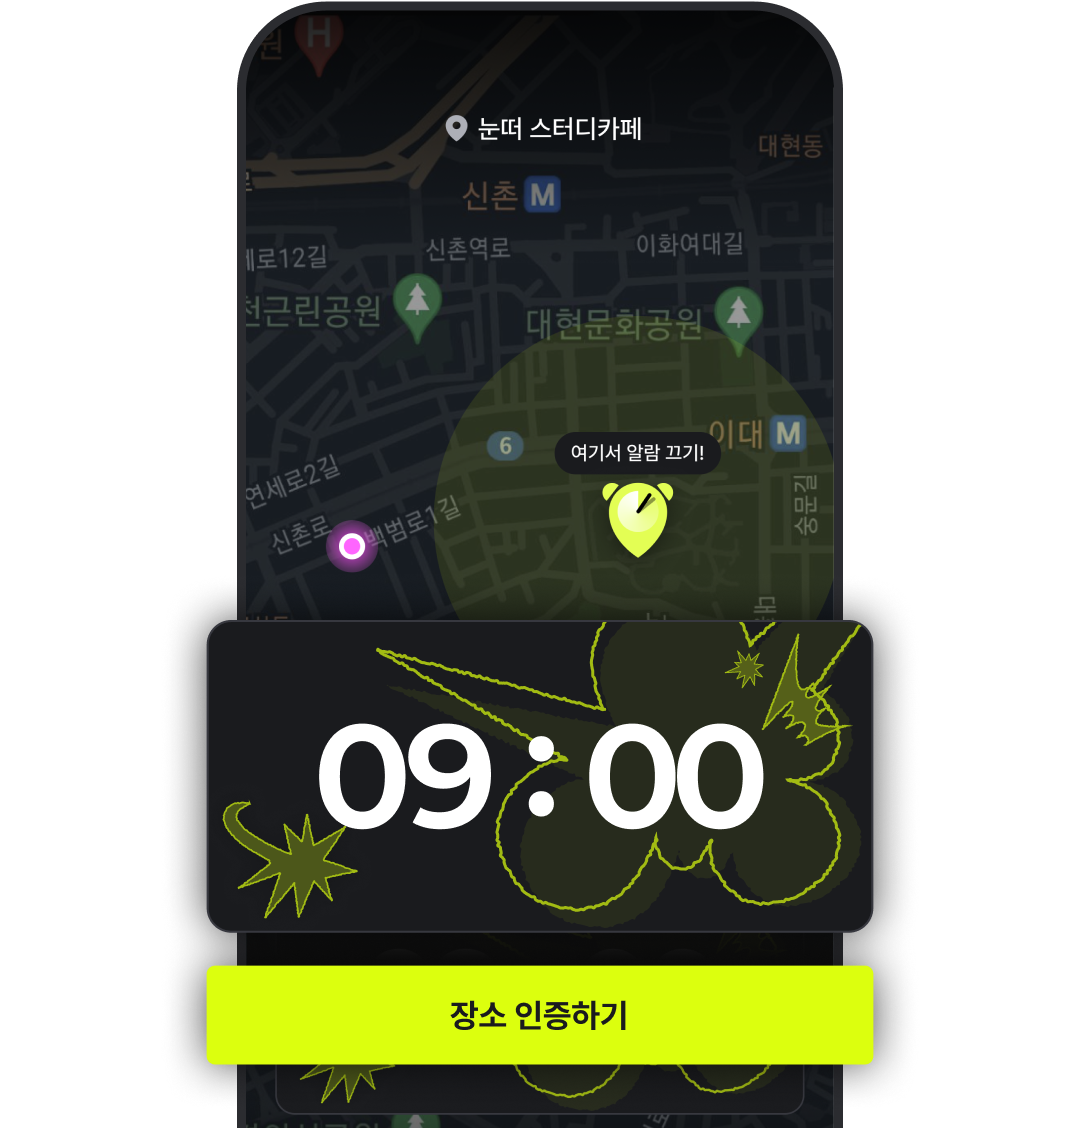 H
원
눈떠 스터디카페
대현동
신촌 M
신촌역로
이화여대길
세로12길
천근린공원
대현문화공원
이대 M
6
여기서 알람 끄기!
연세로2길
숭문길
신촌로
백범로1길
09:00
장소 인증하기